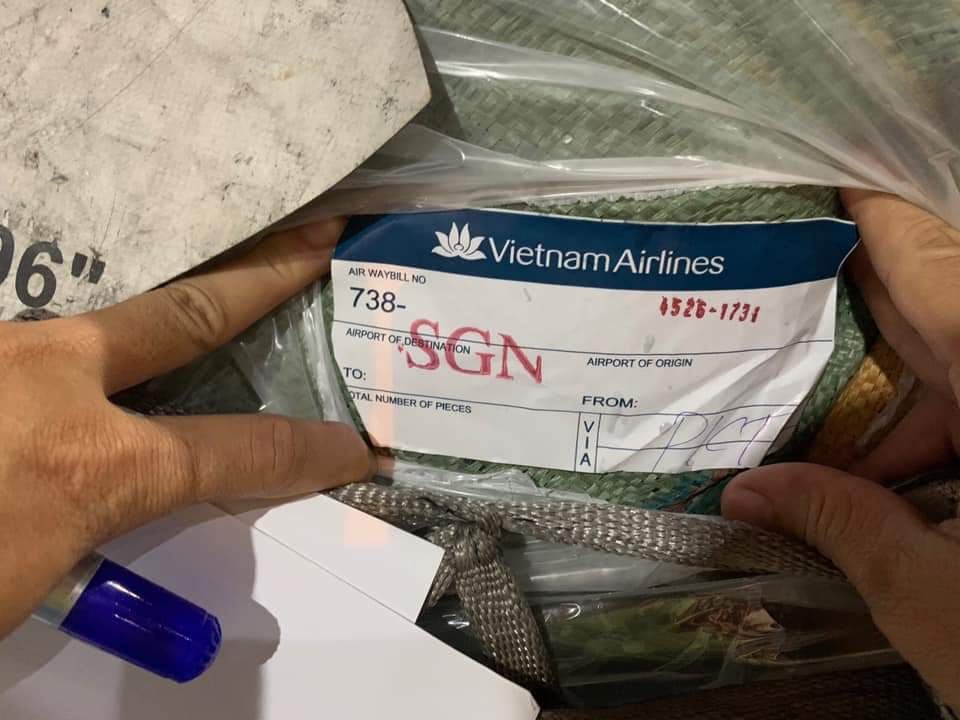 96"
Vietnam Airlines
AIR WAYBILL NO
738- 4526-1731
AIRPORT OF DESTINATION
AIRPORT OF ORIGIN
TO: SGN
FROM:
OTAL NUMBER OF PIECES
VIA